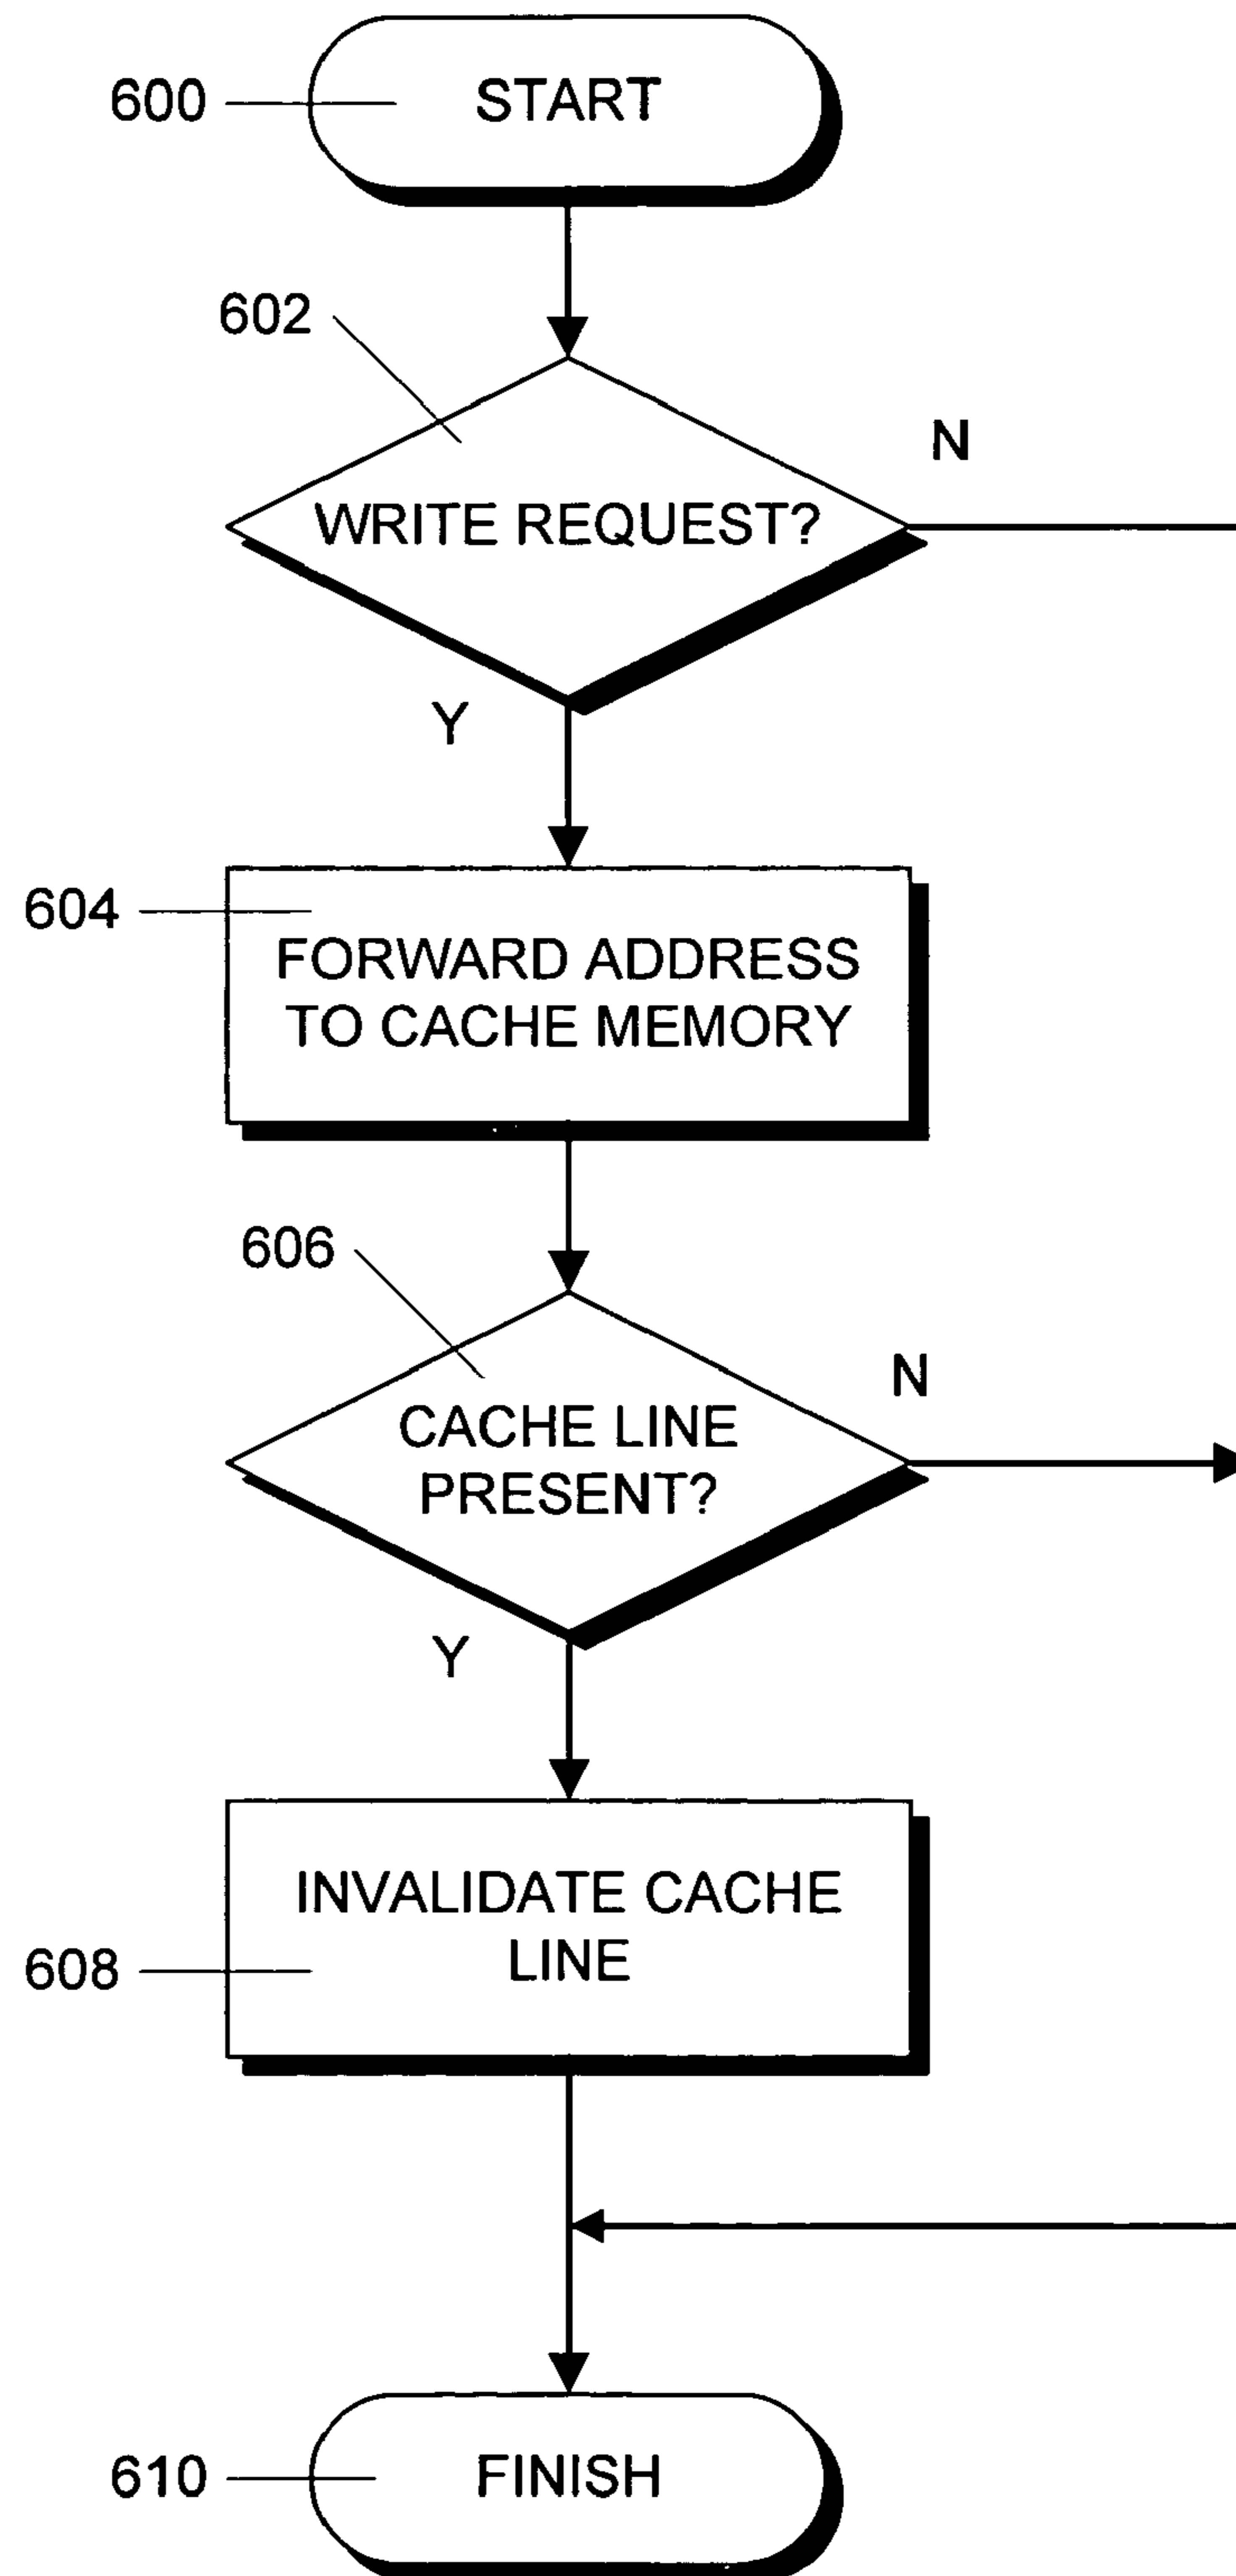 600
START
602
N
WRITE REQUEST?
Y
604
FORWARD ADDRESS
TO CACHE MEMORY
606
N
CACHE LINE
PRESENT?
Y
INVALIDATE CACHE
LINE
608
610
FINISH